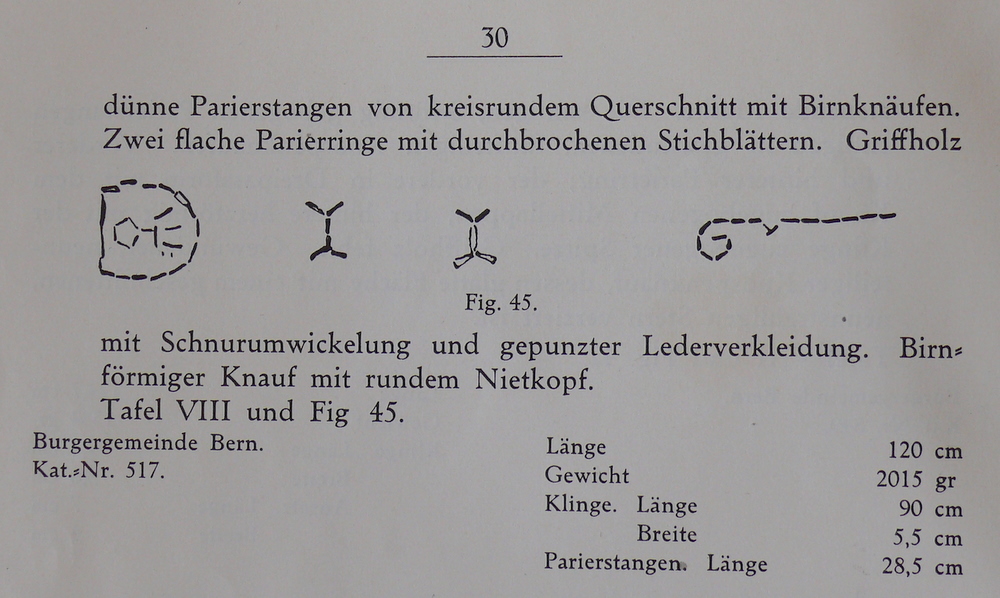 30
dünne Parierstangen von kreisrundem Querschnitt mit Birnknäufen.
Zwei flache Parierringe mit durchbrochenen Stichblättern. Griffholz
Fig. 45.
mit Schnurumwickelung und gepunzter Lederverkleidung. Birn⸗
förmiger Knauf mit rundem Nietkopf.
Tafel VIII und Fig 45.
Burgergemeinde Bern.
Kat.⸗Nr. 517.
Länge 120 cm
Gewicht 2015 gr
Klinge. Länge 90 cm
Breite 5,5 cm
Parierstangen. Länge 28,5 cm